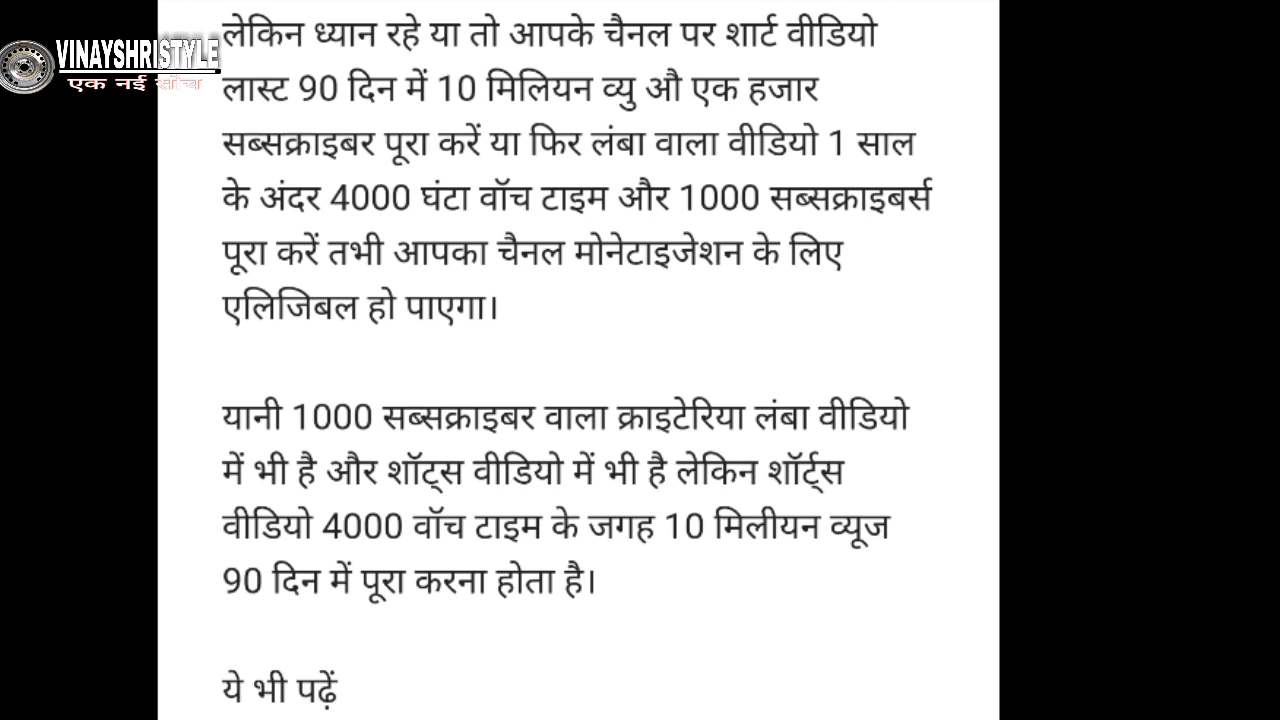 VINAYSHRISTYLE
एक नई सोंच
लेकिन ध्यान रहे या तो आपके चैनल पर शार्ट वीडियो
लास्ट 90 दिन में 10 मिलियन व्यु औ एक हजार
सब्सक्राइबर पूरा करें या फिर लंबा वाला वीडियो 1 साल
के अंदर 4000 घंटा वॉच टाइम और 1000 सब्सक्राइबर्स
पूरा करें तभी आपका चैनल मोनेटाइजेशन के लिए
एलिजिबल हो पाएगा।
यानी 1000 सब्सक्राइबर वाला क्राइटेरिया लंबा वीडियो
में भी है और शॉट्स वीडियो में भी है लेकिन शॉर्ट्स
वीडियो 4000 वॉच टाइम के जगह 10 मिलीयन व्यूज
90 दिन में पूरा करना होता है।
ये भी पढ़ें